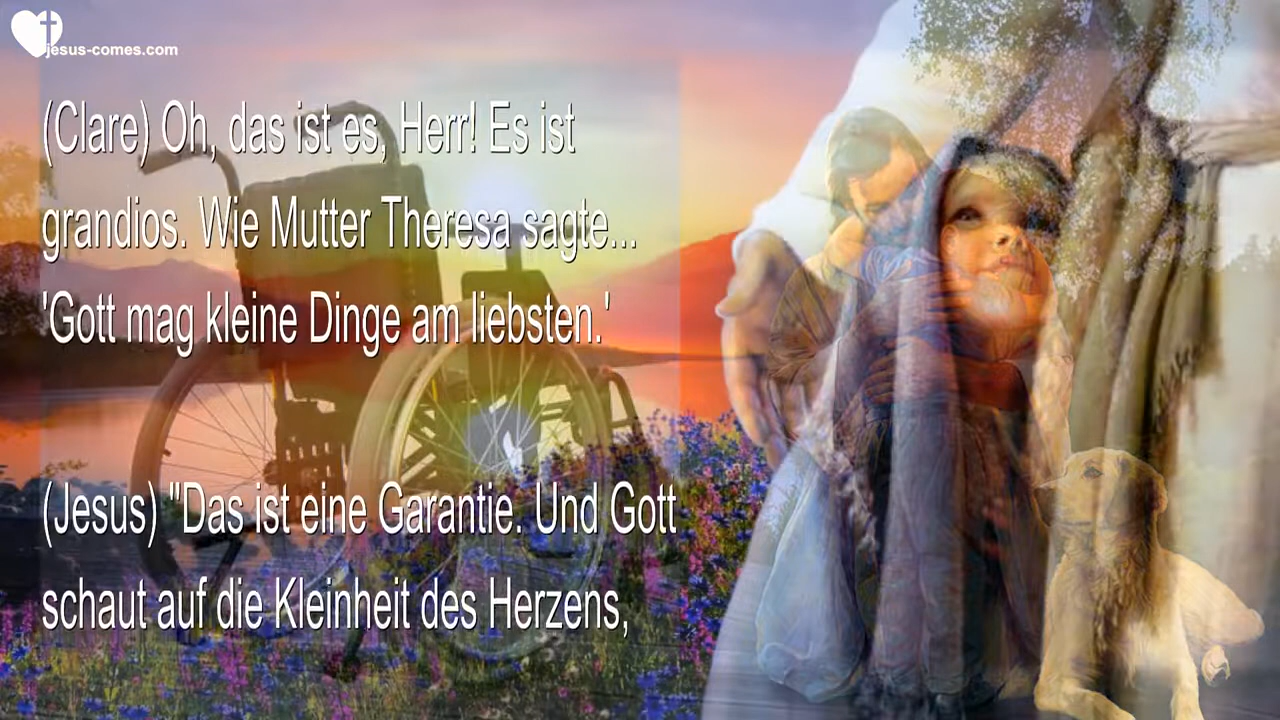 jesus-comes.com
(Clare) Oh, das ist es, Herr! Es ist
grandios. Wie Mutter Theresa sagte...
'Gott mag kleine Dinge am liebsten.'
(Jesus) "Das ist eine Garantie. Und Gott
schaut auf die Kleinheit des Herzens,